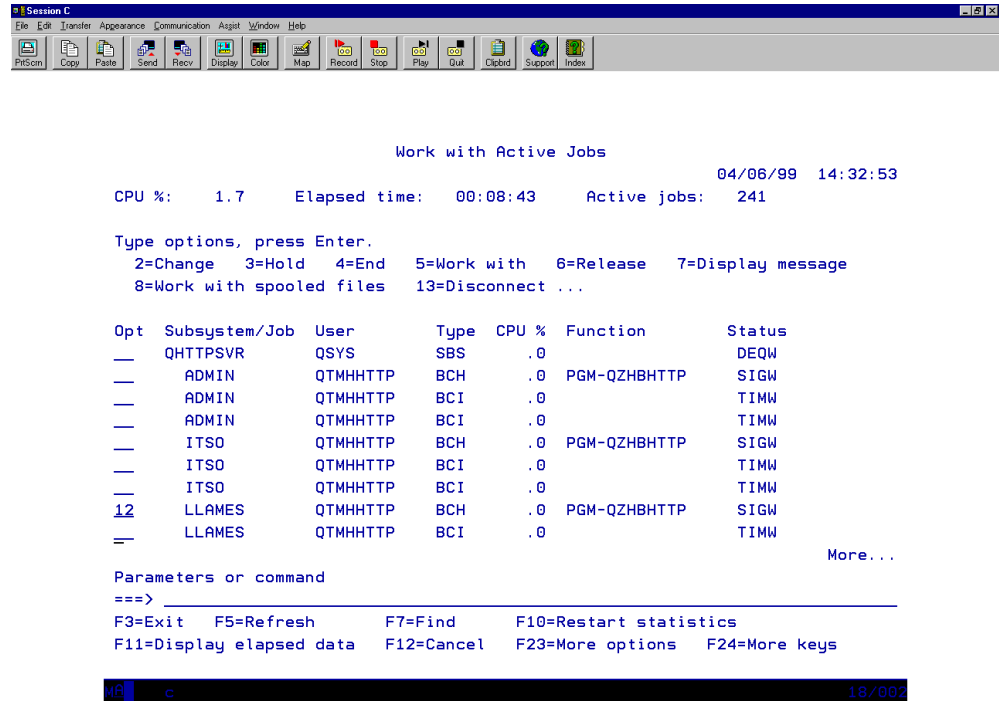 Session C
File Edit Transfer Appearance Communication Assist Window Help
PrtScrn Copy Paste Send Recv Display Color Map Record Stop Play Quit Clipbrd Support Index
Work with Active Jobs
04/06/99 14:32:53
CPU %: 1.7 Elapsed time: 00:08:43 Active jobs: 241
Type options, press Enter.
2=Change 3=Hold 4=End 5=Work with 6=Release 7=Display message
8=Work with spooled files 13=Disconnect ...
Opt Subsystem/Job User Type CPU % Function Status
__ QHTTPSVR QSYS SBS .0 DEQW
__ ADMIN QTMHHTTP BCH .0 PGM-QZHBHTTP SIGW
__ ADMIN QTMHHTTP BCI .0 TIMW
__ ADMIN QTMHHTTP BCI .0 TIMW
__ ITSO QTMHHTTP BCH .0 PGM-QZHBHTTP SIGW
__ ITSO QTMHHTTP BCI .0 TIMW
__ ITSO QTMHHTTP BCI .0 TIMW
12 LLAMES QTMHHTTP BCH .0 PGM-QZHBHTTP SIGW
__ LLAMES QTMHHTTP BCI .0 TIMW
More...
Parameters or command
===>
F3=Exit F5=Refresh F7=Find F10=Restart statistics
F11=Display elapsed data F12=Cancel F23=More options F24=More keys
c 18/002